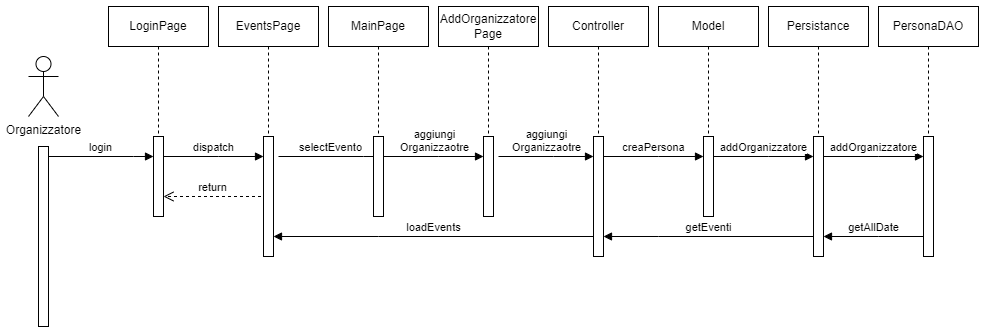 LoginPage
EventsPage
MainPage
AddOrganizzatore
Page
Controller
Model
Persistance
PersonaDAO
Organizzatore
login
dispatch
selectEvento
aggiungi
Organizzaotre
aggiungi
Organizzaotre
creaPersona
addOrganizzatore
addOrganizzatore
return
loadEvents
getEventi
getAllDate